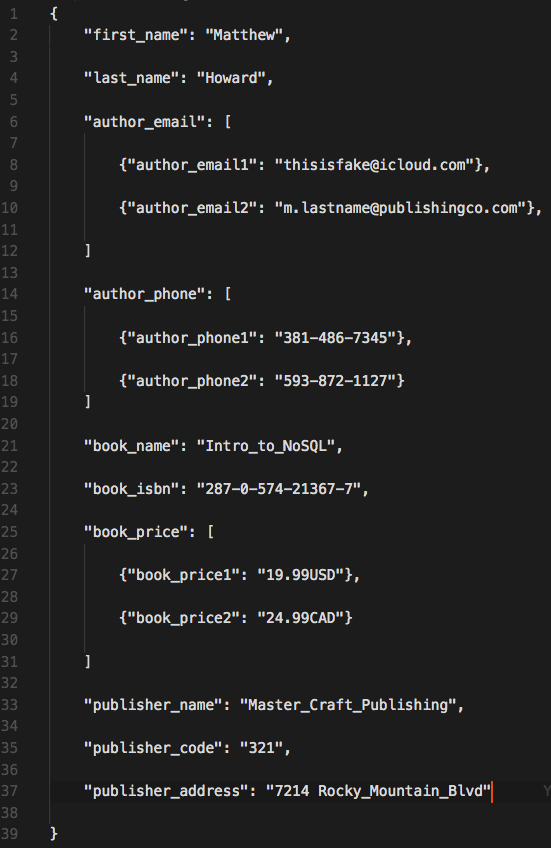 1 {
2 "first_name": "Matthew",
3
4 "last_name": "Howard",
5
6 "author_email": [
7
8 {"author_email1": "thisisfake@icloud.com"},
9
10 {"author_email2": "m.lastname@publishingco.com"},
11
12 ]
13
14 "author_phone": [
15
16 {"author_phone1": "381-486-7345"},
17
18 {"author_phone2": "593-872-1127"}
19 ]
20
21 "book_name": "Intro_to_NoSQL",
22
23 "book_isbn": "287-0-574-21367-7",
24
25 "book_price": [
26
27 {"book_price1": "19.99USD"},
28
29 {"book_price2": "24.99CAD"}
30
31 ]
32
33 "publisher_name": "Master_Craft_Publishing",
34
35 "publisher_code": "321",
36
37 "publisher_address": "7214 Rocky_Mountain_Blvd"
38
39 }